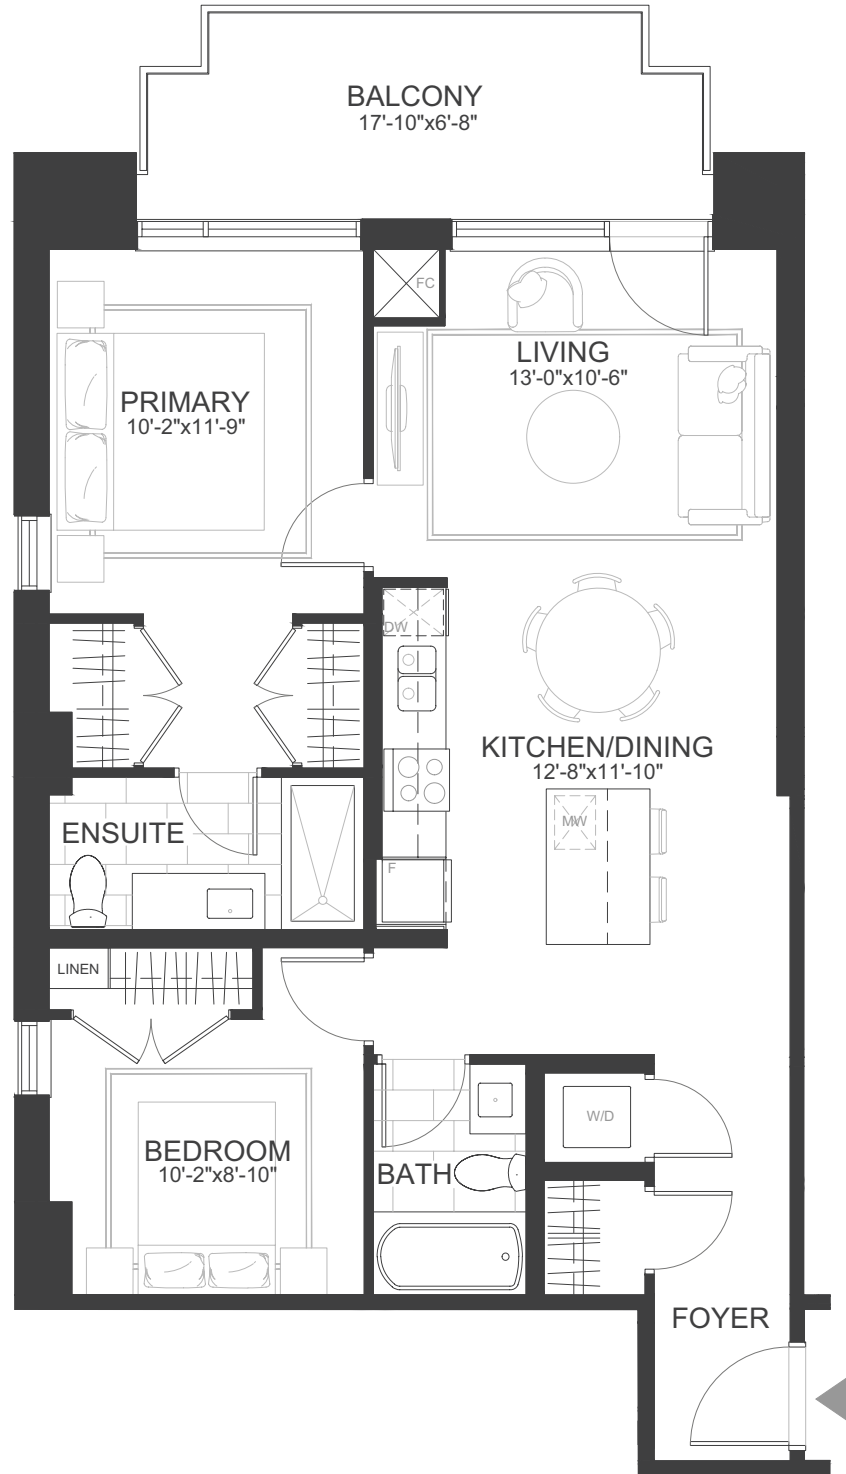 BALCONY
17'-10"x6'-8"
FC
LIVING
13'-0"x10'-6"
PRIMARY
10'-2"x11'-9"
DW
KITCHEN/DINING
12'-8"x11'-10"
MW
ENSUITE
F
LINEN
W/D
BEDROOM
10'-2"x8'-10"
BATH
FOYER